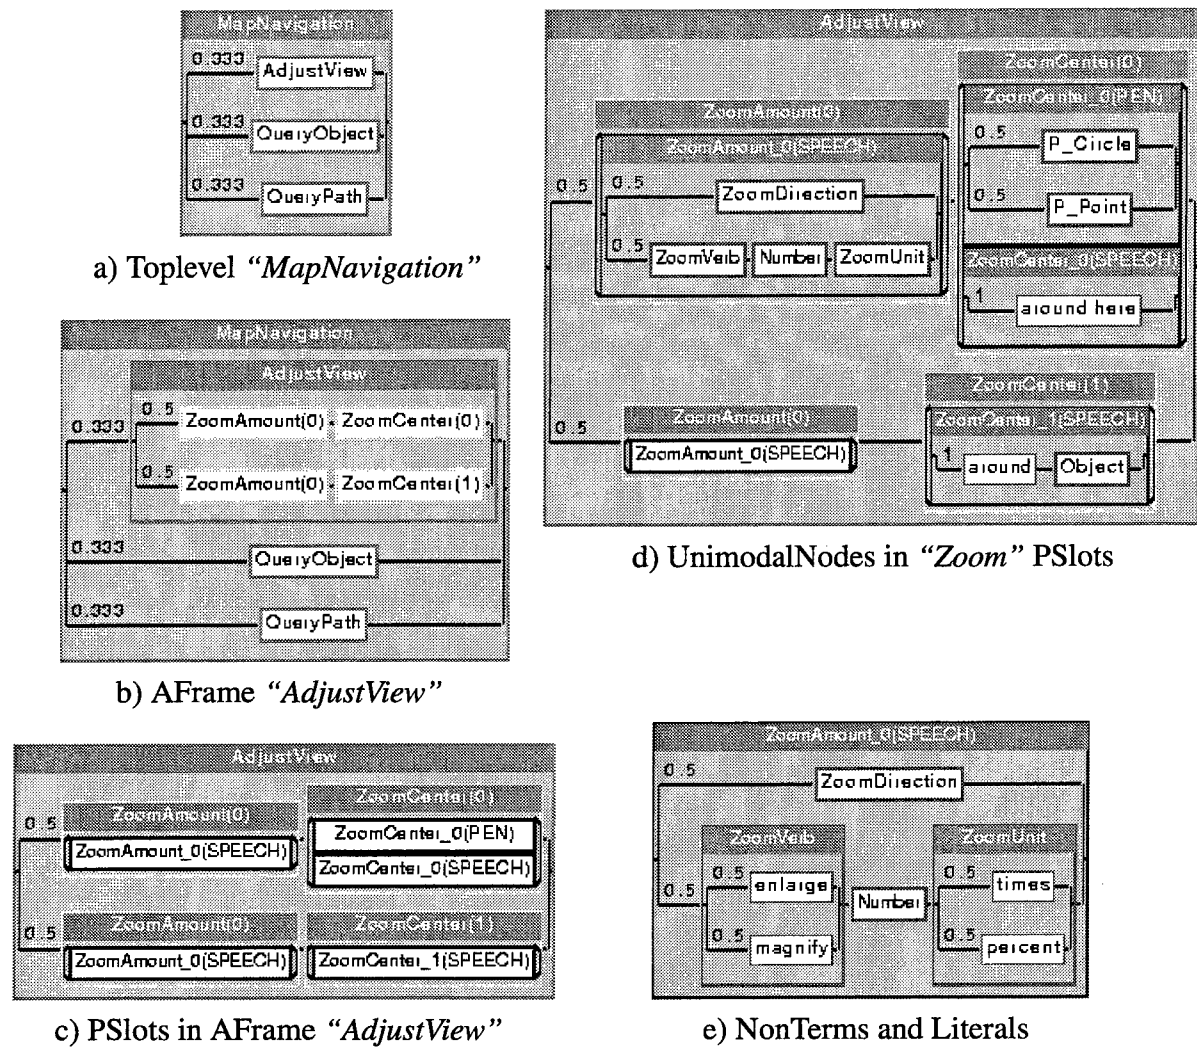 MapNavigation
0.333
AdjustView
0.333
QueryObject
0.333
QueryPath
a) Toplevel “MapNavigation”
MapNavigation
AdjustView
0.333
0.5
ZoomAmount(0)
ZoomCenter(0)
0.5
ZoomAmount(0)
ZoomCenter(1)
0.333
QueryObject
0.333
QueryPath
b) AFrame “AdjustView”
AdjustView
0.5
ZoomAmount(0)
ZoomAmount_0(SPEECH)
ZoomCenter(0)
ZoomCenter_0(PEN)
ZoomCenter_0(SPEECH)
0.5
ZoomAmount(0)
ZoomAmount_0(SPEECH)
ZoomCenter(1)
ZoomCenter_1(SPEECH)
c) PSlots in AFrame “AdjustView”
AdjustView
0.5
ZoomAmount(0)
ZoomAmount_0(SPEECH)
0.5
ZoomDirection
0.5
ZoomVerb
Number
ZoomUnit
ZoomCenter(0)
ZoomCenter_0(PEN)
0.5
P_Circle
0.5
P_Point
ZoomCenter_0(SPEECH)
1
around here
0.5
ZoomAmount(0)
ZoomAmount_0(SPEECH)
ZoomCenter(1)
ZoomCenter_1(SPEECH)
1
around
Object
d) UnimodalNodes in “Zoom” PSlots
ZoomAmount_0(SPEECH)
0.5
ZoomDirection
0.5
ZoomVerb
0.5
enlarge
0.5
magnify
Number
ZoomUnit
0.5
times
0.5
percent
e) NonTerms and Literals